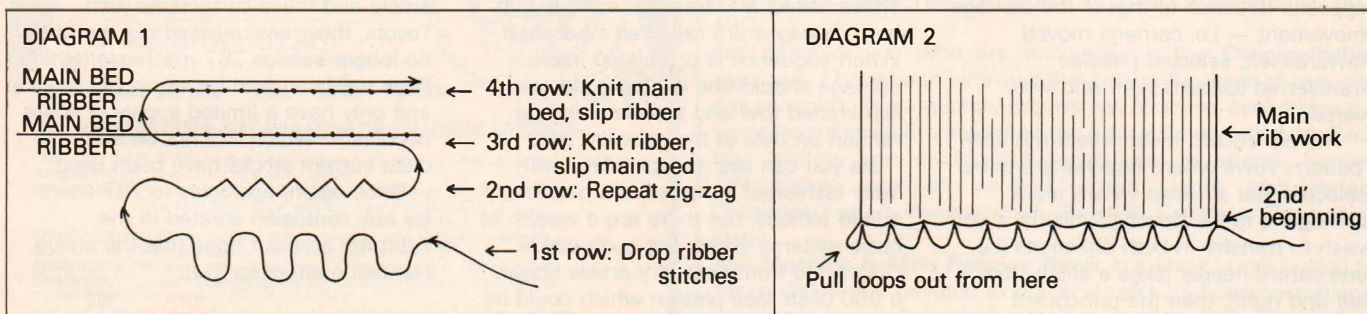 DIAGRAM 1
MAIN BED
RIBBER
MAIN BED
RIBBER
4th row: Knit main
bed, slip ribber
3rd row: Knit ribber,
slip main bed
2nd row: Repeat zig-zag
1st row: Drop ribber
stitches
DIAGRAM 2
Main
rib work
2nd
beginning
Pull loops out from here